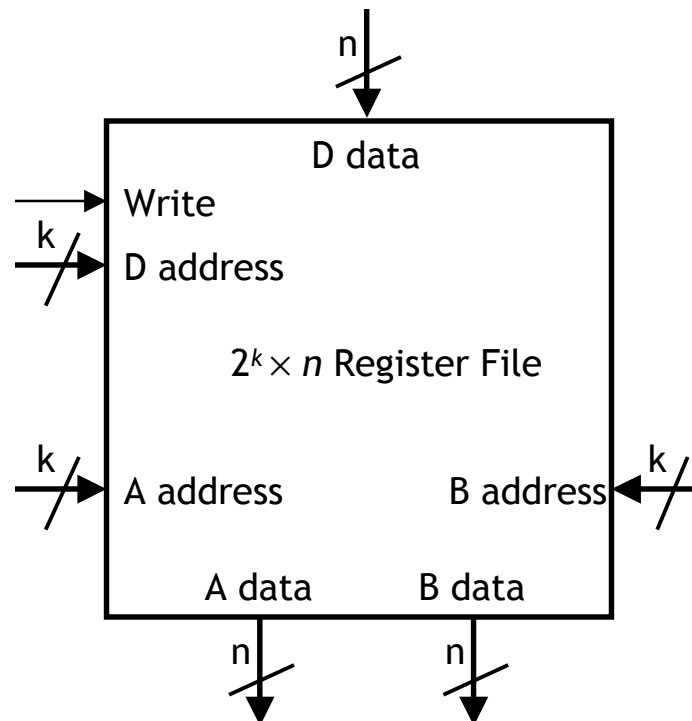 n
D data
Write
k
D address
2ᵏ × n Register File
k
k
A address
B address
A data
B data
n
n